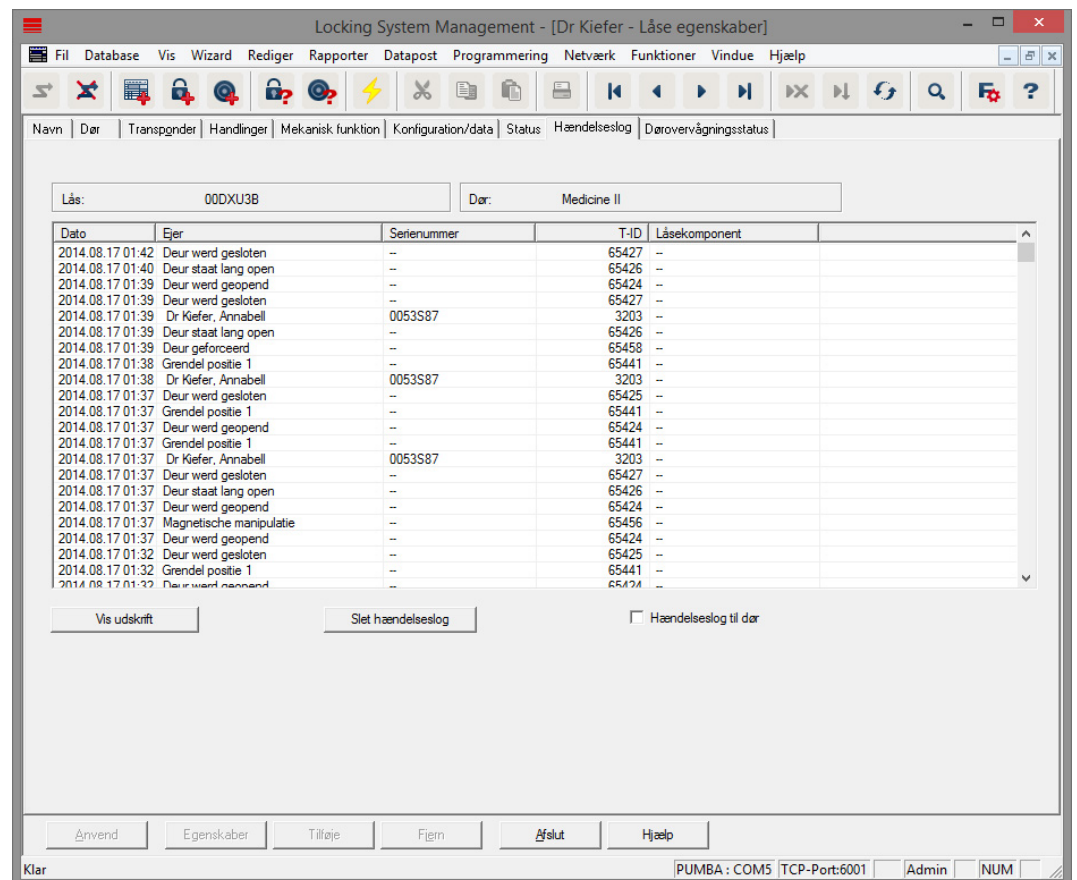 Locking System Management - [Dr Kiefer - Låse egenskaber]
Fil Database Vis Wizard Rediger Rapporter Datapost Programmering Netværk Funktioner Vindue Hjælp
Navn Dør Transponder Handlinger Mekanisk funktion Konfiguration/data Status Hændelseslog Dørovervågningsstatus
Lås: 00DXU3B Dør: Medicine II
Dato Ejer Serienummer T-ID Låsekomponent
2014.08.17 01:42 Deur werd gesloten -- 65427 --
2014.08.17 01:40 Deur staat lang open -- 65426 --
2014.08.17 01:39 Deur werd geopend -- 65424 --
2014.08.17 01:39 Deur werd gesloten -- 65427 --
2014.08.17 01:39 Dr Kiefer, Annabell 0053S87 3203 --
2014.08.17 01:39 Deur staat lang open -- 65426 --
2014.08.17 01:39 Deur geforceerd -- 65458 --
2014.08.17 01:38 Grendel positie 1 -- 65441 --
2014.08.17 01:38 Dr Kiefer, Annabell 0053S87 3203 --
2014.08.17 01:37 Deur werd gesloten -- 65425 --
2014.08.17 01:37 Grendel positie 1 -- 65441 --
2014.08.17 01:37 Deur werd geopend -- 65424 --
2014.08.17 01:37 Grendel positie 1 -- 65441 --
2014.08.17 01:37 Dr Kiefer, Annabell 0053S87 3203 --
2014.08.17 01:37 Deur werd gesloten -- 65427 --
2014.08.17 01:37 Deur staat lang open -- 65426 --
2014.08.17 01:37 Deur werd geopend -- 65424 --
2014.08.17 01:37 Magnetische manipulatie -- 65456 --
2014.08.17 01:37 Deur werd geopend -- 65424 --
2014.08.17 01:32 Deur werd gesloten -- 65425 --
2014.08.17 01:32 Grendel positie 1 -- 65441 --
2014.08.17 01:32 Deur werd geopend -- 65424 --
Vis udskrift Slet hændelseslog Hændelseslog til dør
Anvend Egenskaber Tilføje Fjern Afslut Hjælp
Klar PUMBA : COM5 TCP-Port:6001 Admin NUM